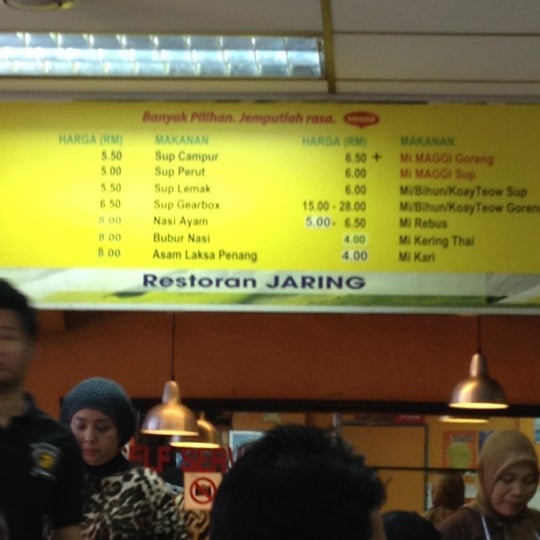 Banyak Pilihan. Jemputlah rasa. MAGGI
HARGA (RM) MAKANAN HARGA (RM) MAKANAN
5.50 Sup Campur 6.50 + Mi MAGGI Goreng
5.00 Sup Perut 6.00 Mi MAGGI Sup
5.50 Sup Lemak 6.00 Mi/Bihun/KoayTeow Sup
6.50 Sup Gearbox 15.00 - 28.00 Mi/Bihun/KoayTeow Goreng
Nasi Ayam 5.00- 6.50 Mi Rebus
Bubur Nasi 4.00 Mi Kering Thai
8.00 Asam Laksa Penang 4.00 Mi Kari
Restoran JARING